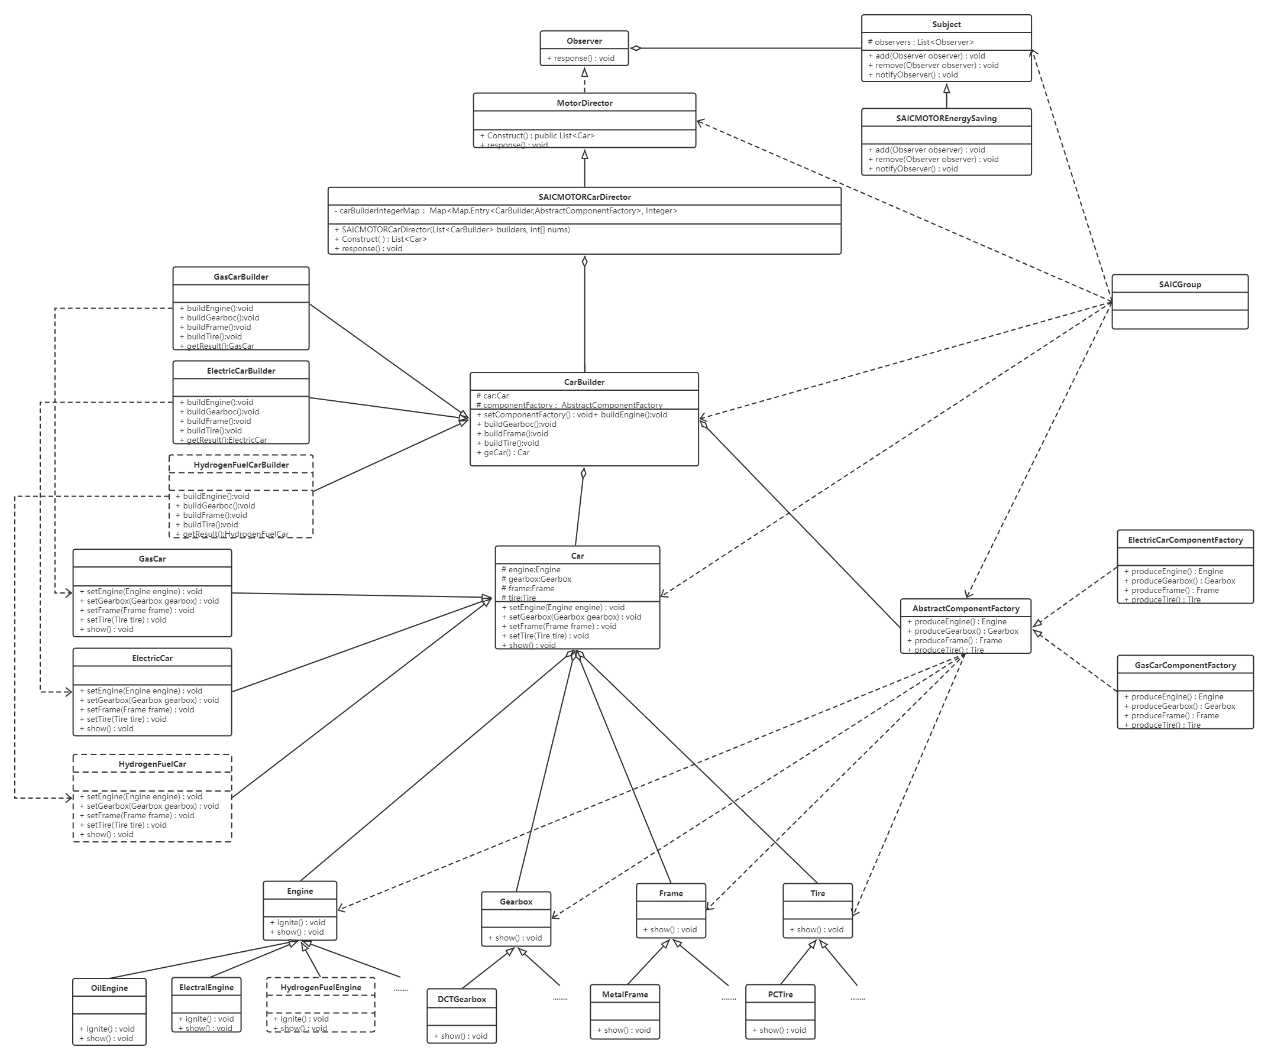 Subject
# observers : List<Observer>
+ add(Observer observer) : void
+ remove(Observer observer) : void
+ notifyObserver() : void
Observer
+ response() : void
MotorDirector
+ Construct() : public List<Car>
+ response() : void
SAICMOTOREnergySaving
+ add(Observer observer) : void
+ remove(Observer observer) : void
+ notifyObserver() : void
SAICMOTORCarDirector
- carBuilderIntegerMap : Map<Map.Entry<CarBuilder,AbstractComponentFactory>, Integer>
+ SAICMOTORCarDirector(List<CarBuilder> builders, int[] nums)
+ Construct( ) : List<Car>
+ response() : void
GasCarBuilder
+ buildEngine():void
+ buildGearboc():void
+ buildFrame():void
+ buildTire():void
+ getResult():GasCar
SAICGroup
ElectricCarBuilder
+ buildEngine():void
+ buildGearboc():void
+ buildFrame():void
+ buildTire():void
+ getResult():ElectricCar
CarBuilder
# car:Car
# componentFactory : AbstractComponentFactory
+ setComponentFactory() : void+ buildEngine():void
+ buildGearboc():void
+ buildFrame():void
+ buildTire():void
+ geCar() : Car
HydrogenFuelCarBuilder
+ buildEngine():void
+ buildGearboc():void
+ buildFrame():void
+ buildTire():void
+ getResult():HydrogenFuelCar
GasCar
+ setEngine(Engine engine) : void
+ setGearbox(Gearbox gearbox) : void
+ setFrame(Frame frame) : void
+ setTire(Tire tire) : void
+ show() : void
Car
# engine:Engine
# gearbox:Gearbox
# frame:Frame
# tire:Tire
+ setEngine(Engine engine) : void
+ setGearbox(Gearbox gearbox) : void
+ setFrame(Frame frame) : void
+ setTire(Tire tire) : void
+ show() : void
ElectricCarComponentFactory
+ produceEngine() : Engine
+ produceGearbox() : Gearbox
+ produceFrame() : Frame
+ produceTire() : Tire
AbstractComponentFactory
+ produceEngine() : Engine
+ produceGearbox() : Gearbox
+ produceFrame() : Frame
+ produceTire() : Tire
ElectricCar
+ setEngine(Engine engine) : void
+ setGearbox(Gearbox gearbox) : void
+ setFrame(Frame frame) : void
+ setTire(Tire tire) : void
+ show() : void
GasCarComponentFactory
+ produceEngine() : Engine
+ produceGearbox() : Gearbox
+ produceFrame() : Frame
+ produceTire() : Tire
HydrogenFuelCar
+ setEngine(Engine engine) : void
+ setGearbox(Gearbox gearbox) : void
+ setFrame(Frame frame) : void
+ setTire(Tire tire) : void
+ show() : void
Engine
+ ignite() : void
+ show() : void
Gearbox
+ show() : void
Frame
+ show() : void
Tire
+ show() : void
OilEngine
+ ignite() : void
+ show() : void
ElectralEngine
+ ignite() : void
+ show() : void
HydrogenFuelEngine
+ ignite() : void
+ show() : void
........
DCTGearbox
+ show() : void
........
MetalFrame
+ show() : void
........
PCTire
+ show() : void
........